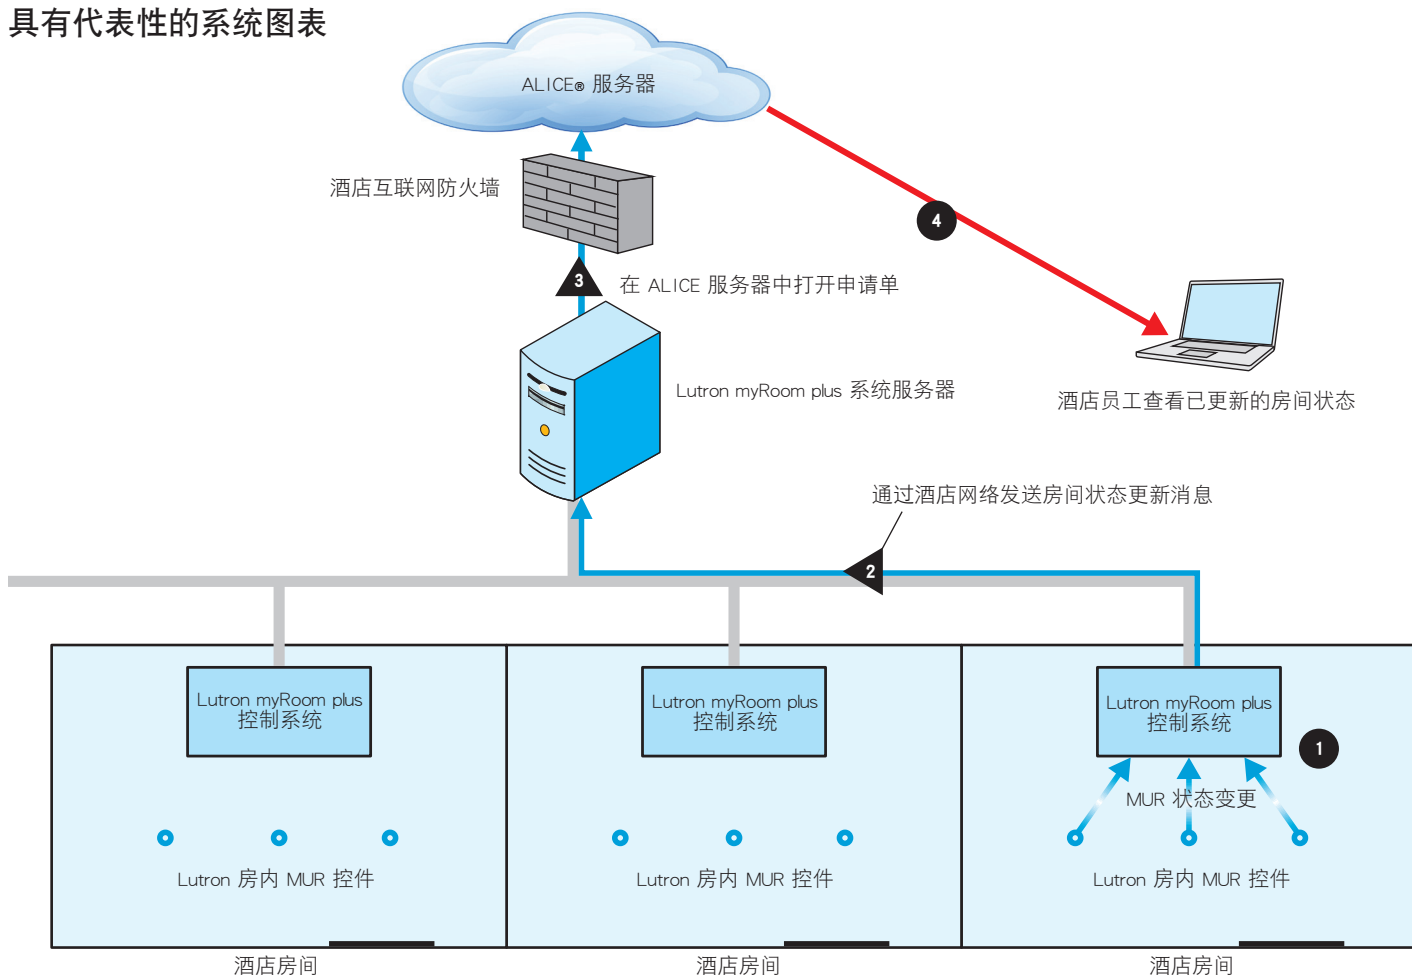 具有代表性的系统图表
ALICE® 服务器
酒店互联网防火墙
4
3
在 ALICE 服务器中打开申请单
Lutron myRoom plus 系统服务器
酒店员工查看已更新的房间状态
通过酒店网络发送房间状态更新消息
2
Lutron myRoom plus
控制系统
Lutron myRoom plus
控制系统
Lutron myRoom plus
控制系统
1
MUR 状态变更
Lutron 房内 MUR 控件
Lutron 房内 MUR 控件
Lutron 房内 MUR 控件
酒店房间
酒店房间
酒店房间